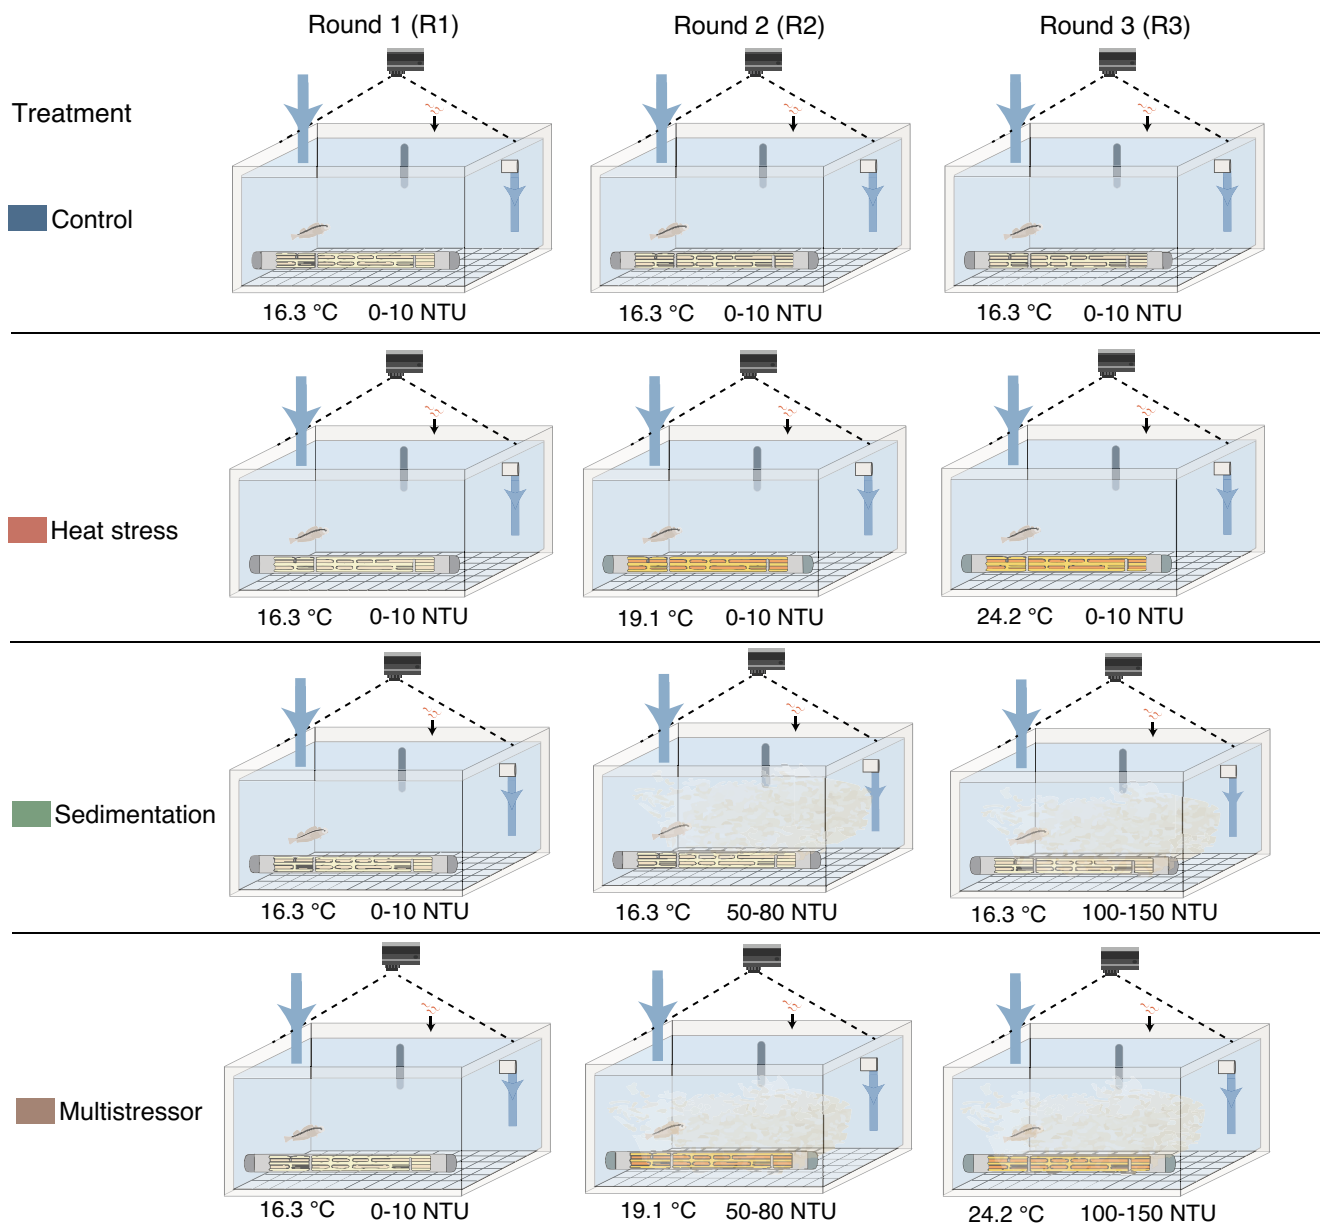 Round 1 (R1) Round 2 (R2) Round 3 (R3)
Treatment
Control
16.3 °C 0-10 NTU 16.3 °C 0-10 NTU 16.3 °C 0-10 NTU
Heat stress
16.3 °C 0-10 NTU 19.1 °C 0-10 NTU 24.2 °C 0-10 NTU
Sedimentation
16.3 °C 0-10 NTU 16.3 °C 50-80 NTU 16.3 °C 100-150 NTU
Multistressor
16.3 °C 0-10 NTU 19.1 °C 50-80 NTU 24.2 °C 100-150 NTU